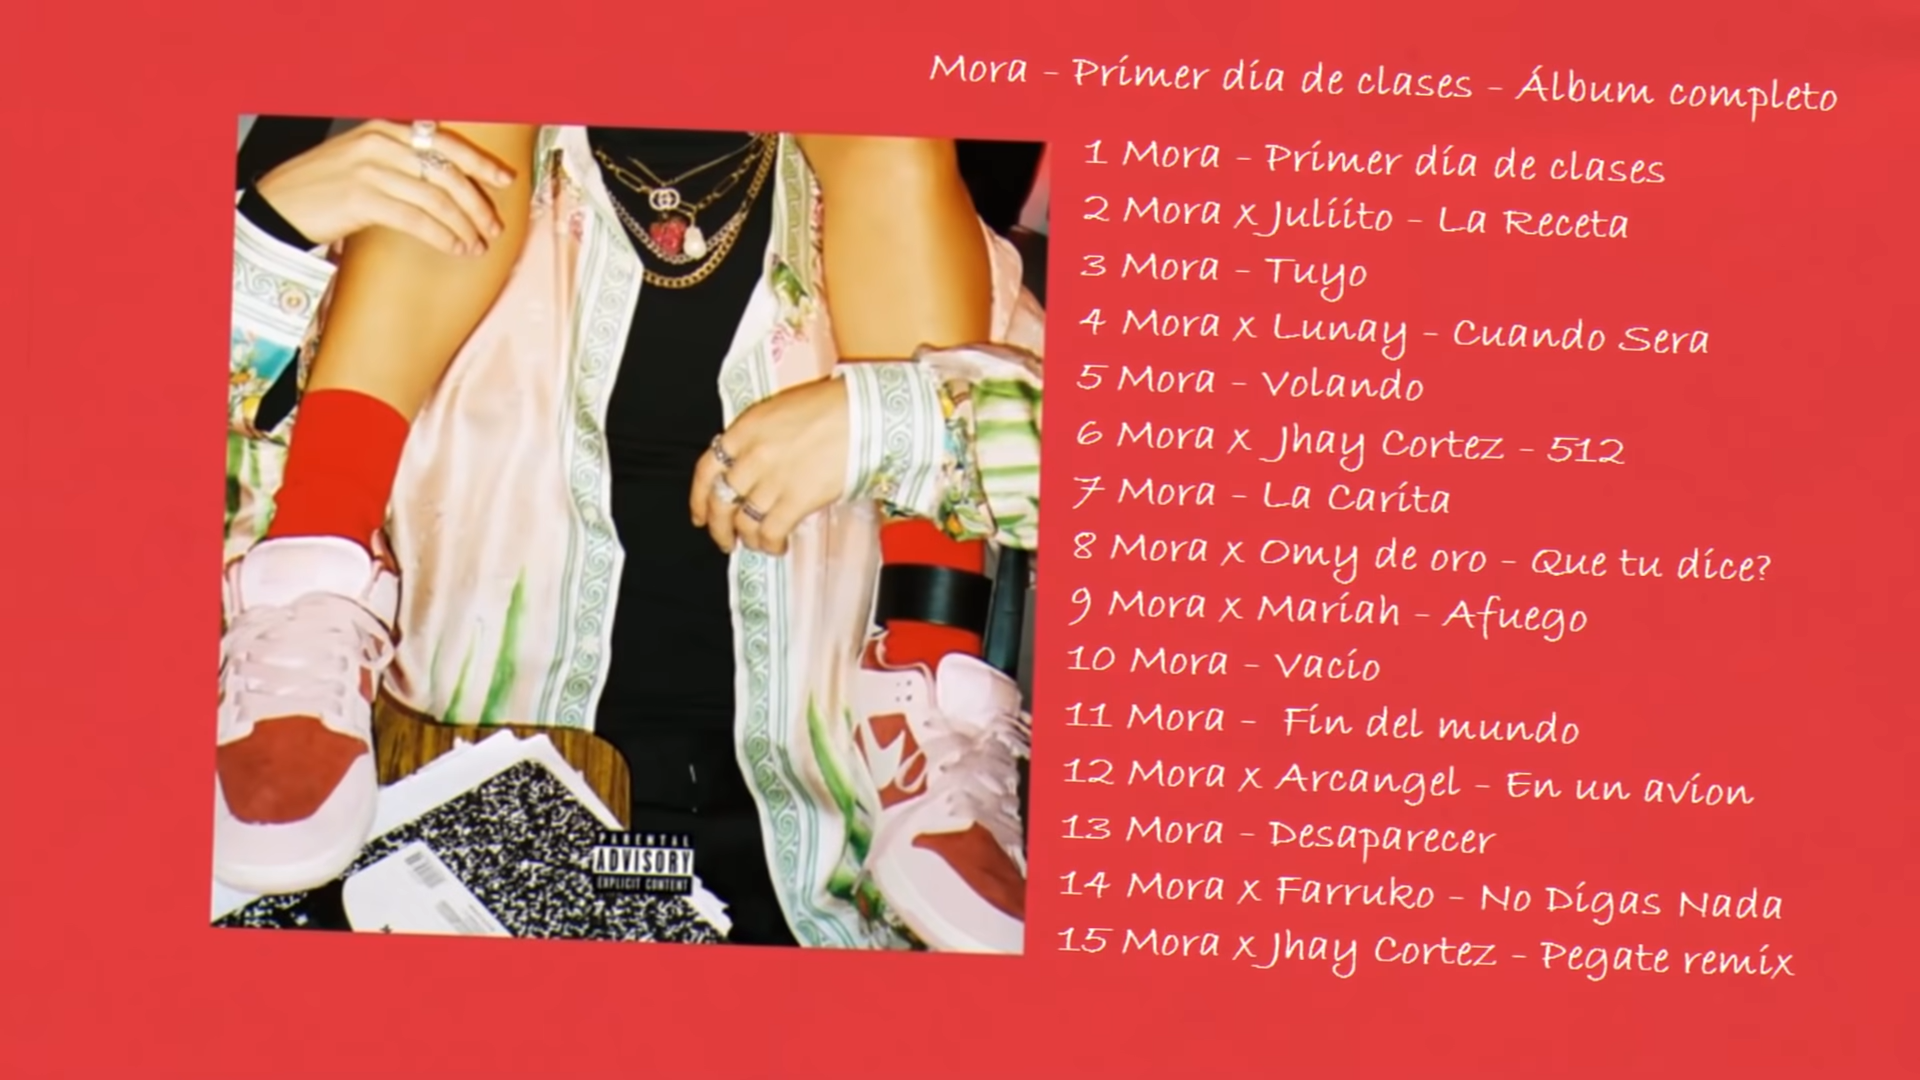 Mora - Primer día de clases - Álbum completo
1 Mora - Primer día de clases
2 Mora x Juliito - La Receta
3 Mora - Tuyo
4 Mora x Lunay - Cuando Sera
5 Mora - Volando
6 Mora x Jhay Cortez - 512
7 Mora - La Carita
8 Mora x Omy de oro - Que tu dice?
9 Mora x Mariah - Afuego
10 Mora - Vacío
11 Mora - Fin del mundo
12 Mora x Arcangel - En un avion
13 Mora - Desaparecer
14 Mora x Farruko - No Digas Nada
15 Mora x Jhay Cortez - Pegate remix
PARENTAL
ADVISORY
EXPLICIT CONTENT